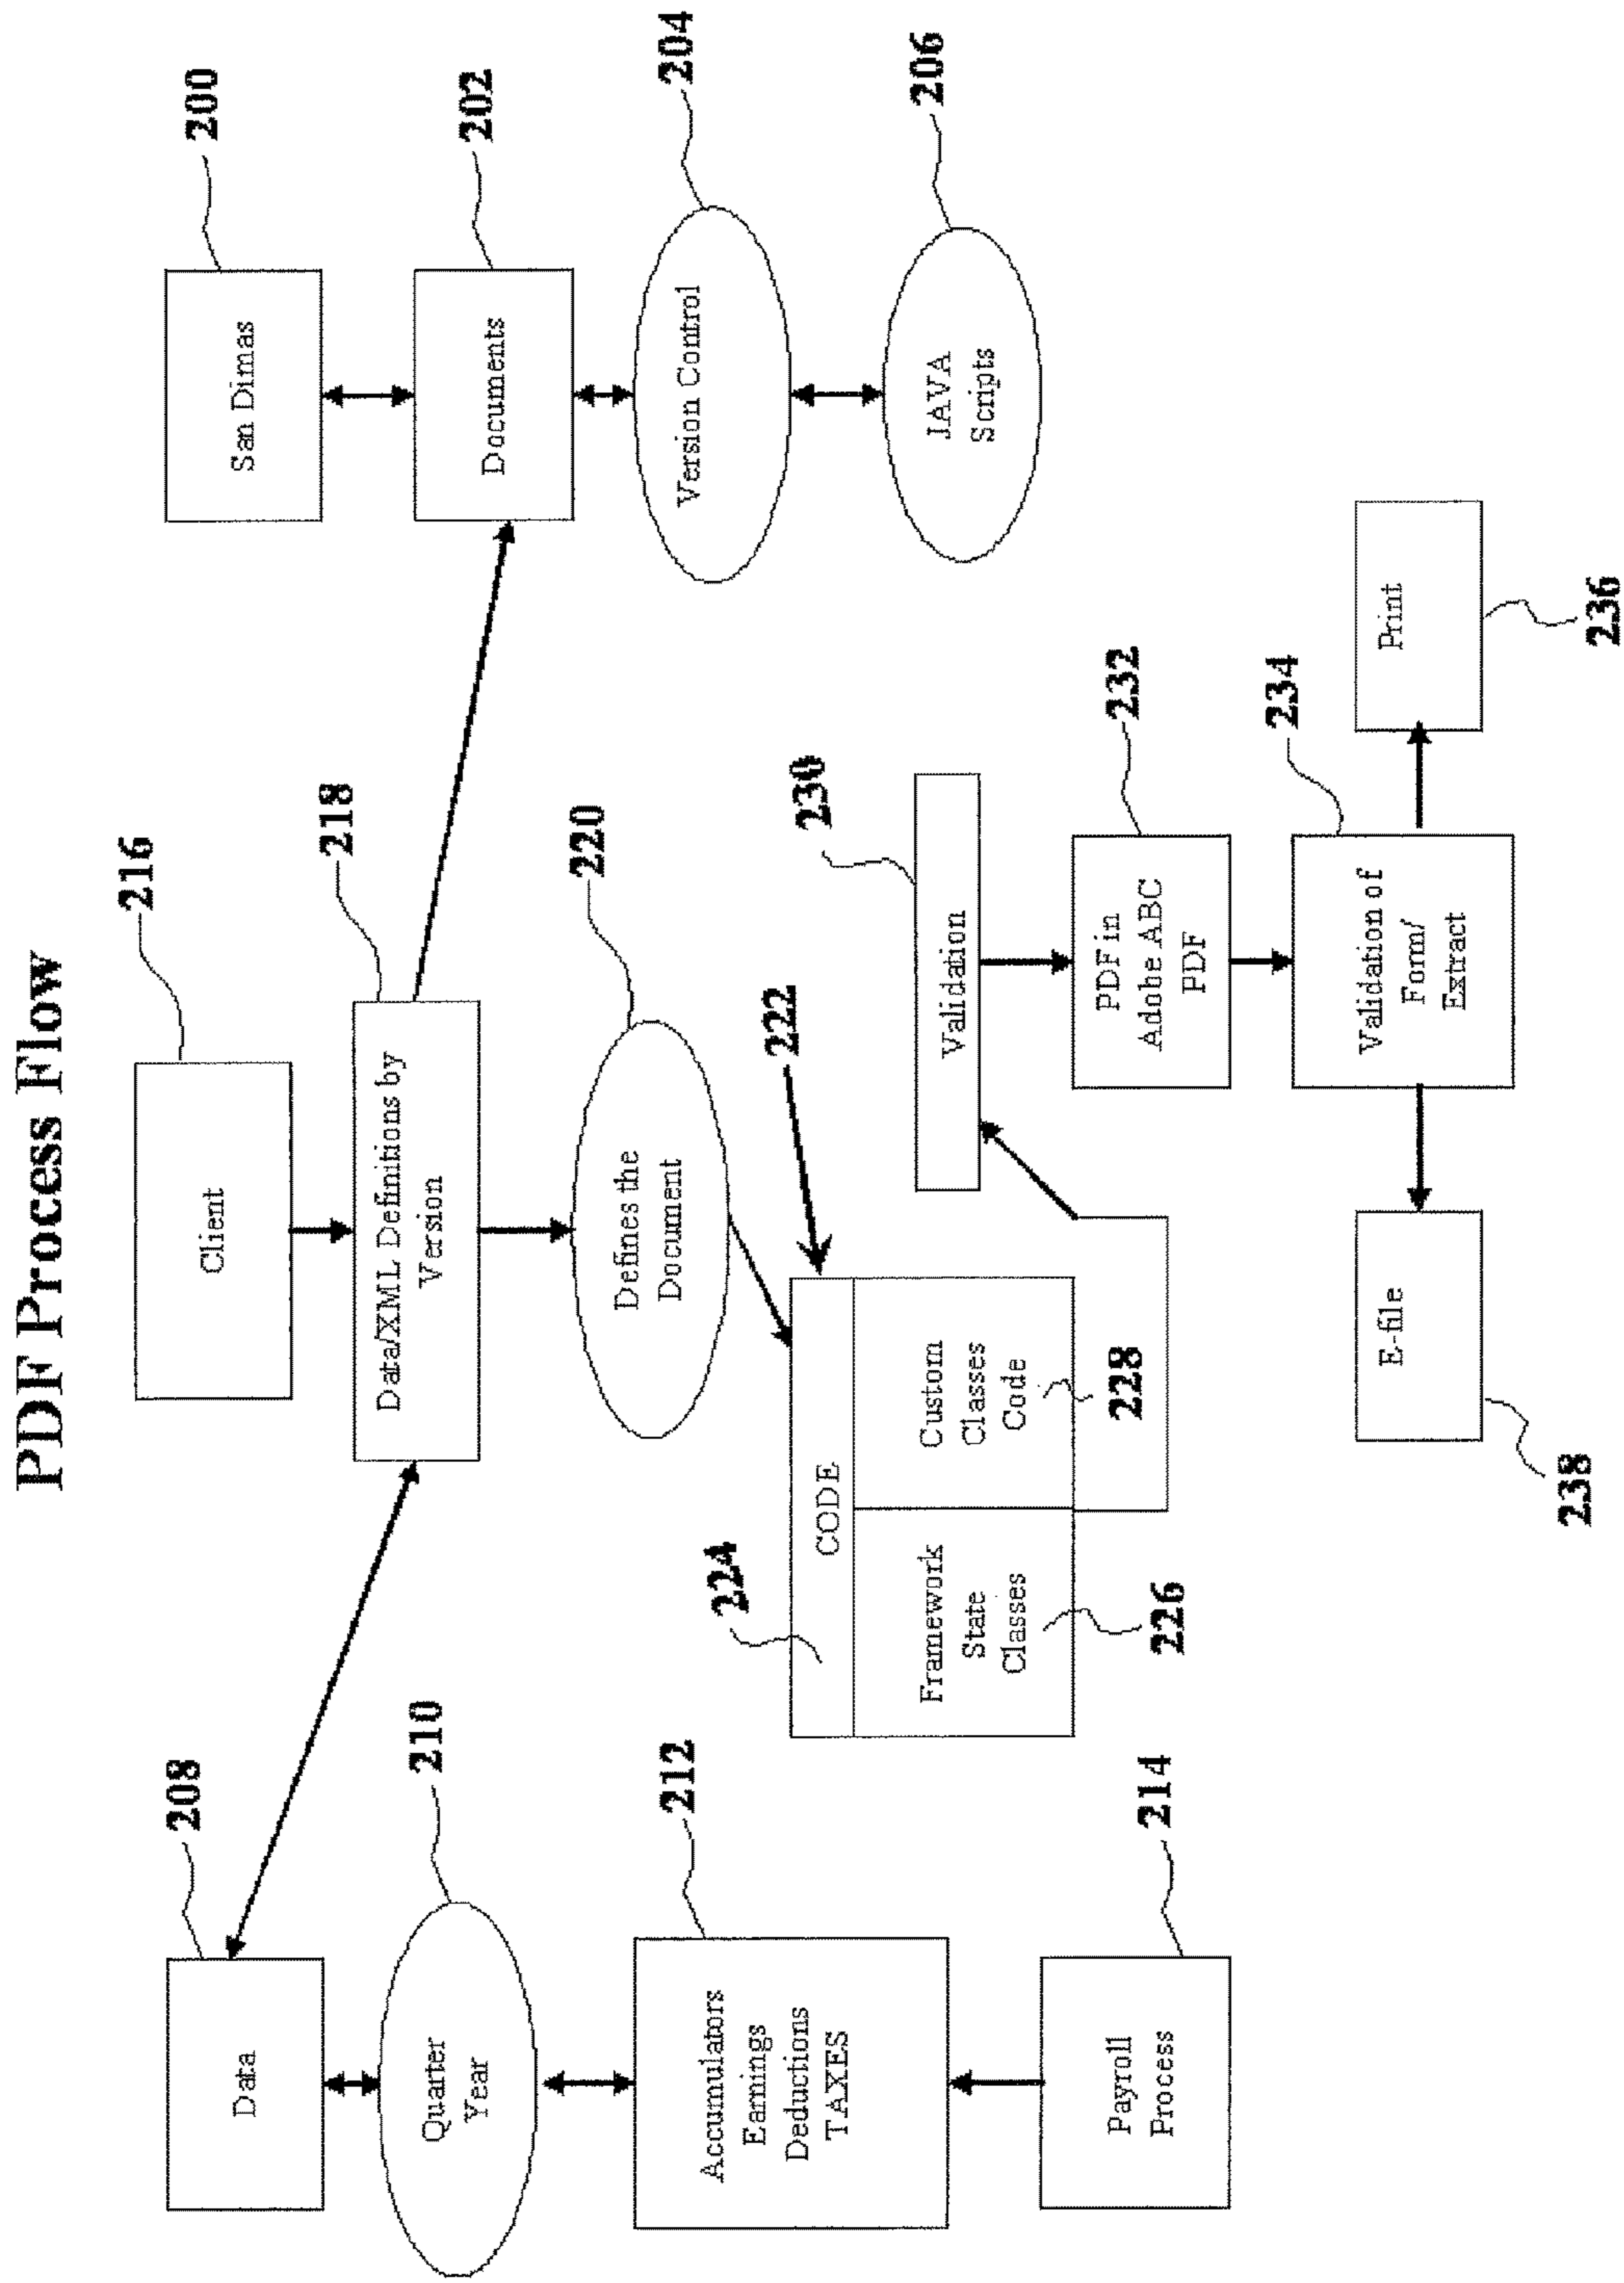 PDF Process Flow
208
Data
210
Quarter
Year
212
Accumulators
Earnings
Deductions
TAXES
214
Payroll
Process
216
Client
218
Data/XML Definitions by
Version
220
Defines the
Document
222
224
CODE
Framework
State
Classes
226
Custom
Classes
Code
228
230
Validation
232
PDF in
Adobe ABC
PDF
234
Validation of
Form/
Extract
E-file
238
Print
236
200
San Dimas
202
Documents
204
Version Control
206
JAVA
Scripts